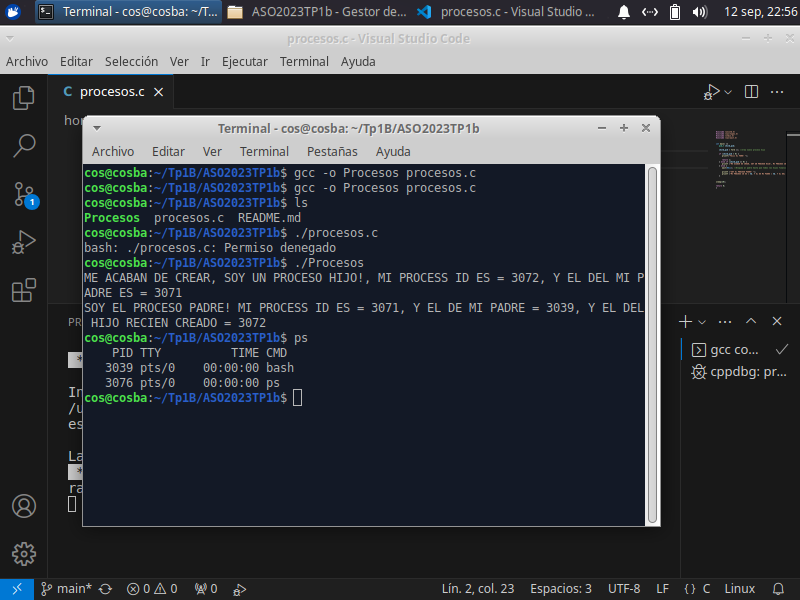 Terminal - cos@cosba: ~/T...
ASO2023TP1b - Gestor de...
procesos.c - Visual Studio ...
12 sep, 22:56
procesos.c - Visual Studio Code
Archivo Editar Selección Ver Ir Ejecutar Terminal Ayuda
C procesos.c
hor
Terminal - cos@cosba: ~/Tp1B/ASO2023TP1b
Archivo Editar Ver Terminal Pestañas Ayuda
cos@cosba:~/Tp1B/ASO2023TP1b$ gcc -o Procesos procesos.c
cos@cosba:~/Tp1B/ASO2023TP1b$ gcc -o Procesos procesos.c
cos@cosba:~/Tp1B/ASO2023TP1b$ ls
Procesos procesos.c README.md
cos@cosba:~/Tp1B/ASO2023TP1b$ ./procesos.c
bash: ./procesos.c: Permiso denegado
cos@cosba:~/Tp1B/ASO2023TP1b$ ./Procesos
ME ACABAN DE CREAR, SOY UN PROCESO HIJO!, MI PROCESS ID ES = 3072, Y EL DEL MI P
ADRE ES = 3071
SOY EL PROCESO PADRE! MI PROCESS ID ES = 3071, Y EL DE MI PADRE = 3039, Y EL DEL
HIJO RECIEN CREADO = 3072
cos@cosba:~/Tp1B/ASO2023TP1b$ ps
PID TTY TIME CMD
3039 pts/0 00:00:00 bash
3076 pts/0 00:00:00 ps
cos@cosba:~/Tp1B/ASO2023TP1b$
1
PR
*
In
/u
es
La
*
ra
gcc co...
cppdbg: pr...
main* 0 0 0
Lín. 2, col. 23 Espacios: 3 UTF-8 LF {} C Linux